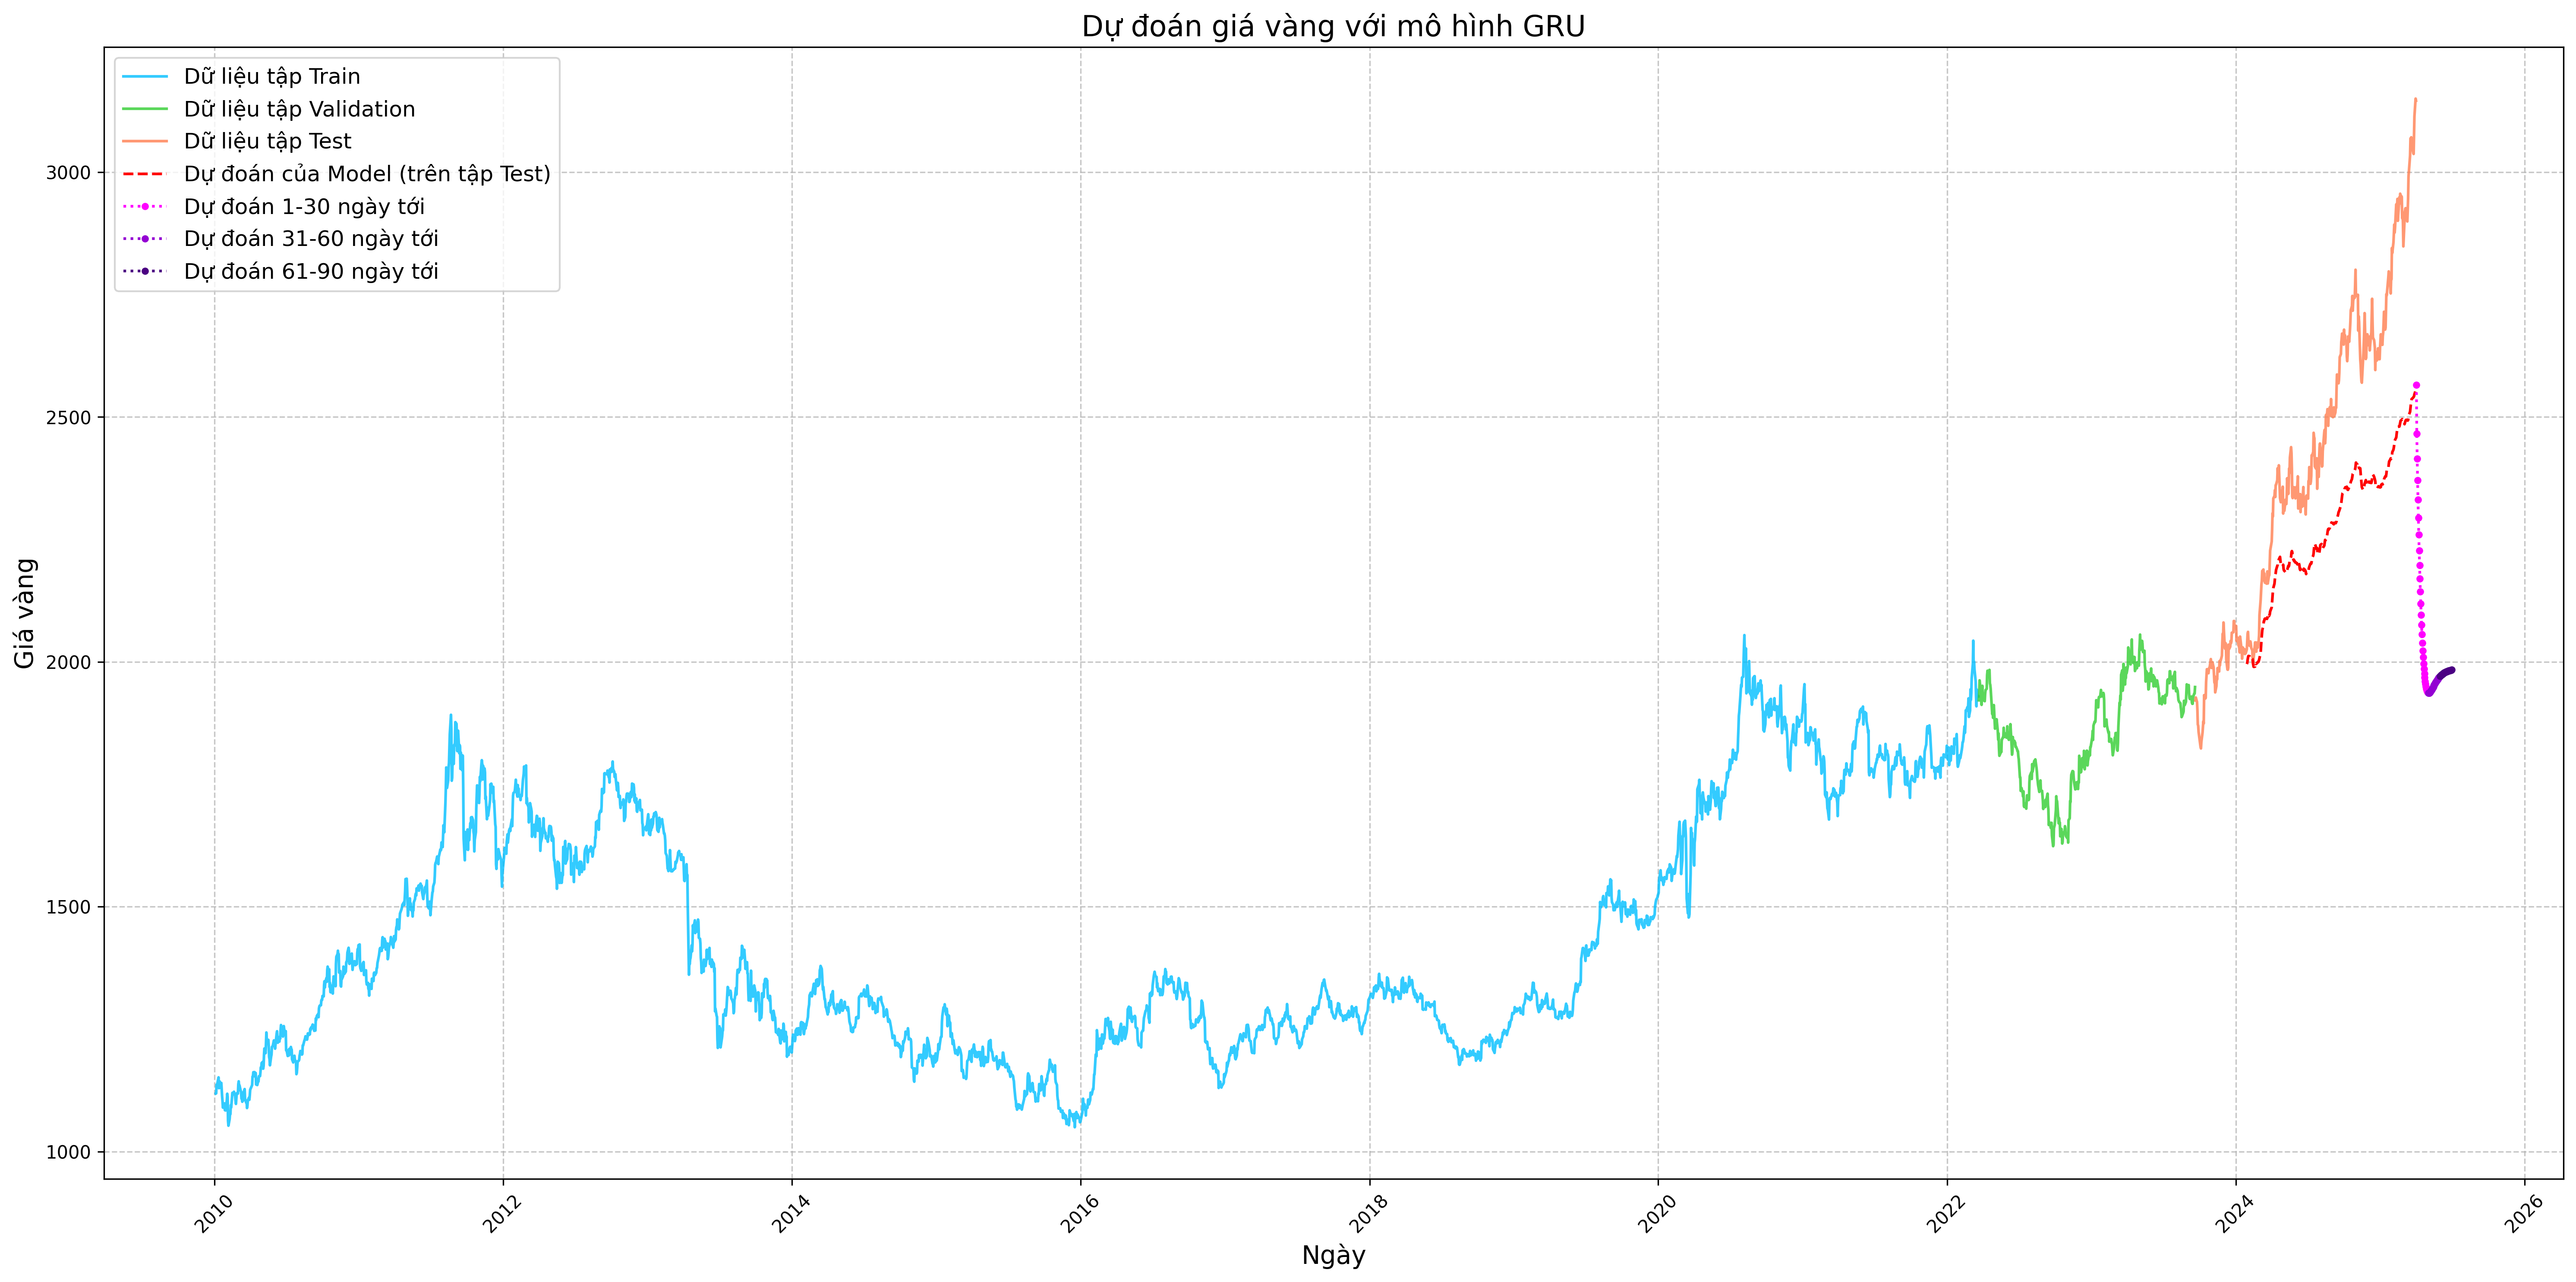 Dự đoán giá vàng với mô hình GRU
Dữ liệu tập Train
Dữ liệu tập Validation
Dữ liệu tập Test
Dự đoán của Model (trên tập Test)
Dự đoán 1-30 ngày tới
Dự đoán 31-60 ngày tới
Dự đoán 61-90 ngày tới
Giá vàng
3000
2500
2000
1500
1000
2010
2012
2014
2016
2018
2020
2022
2024
2026
Ngày